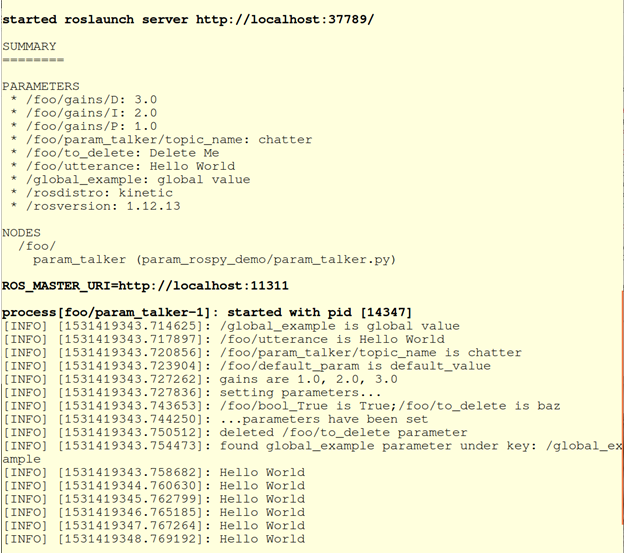 started roslaunch server http://localhost:37789/
SUMMARY
========
PARAMETERS
* /foo/gains/D: 3.0
* /foo/gains/I: 2.0
* /foo/gains/P: 1.0
* /foo/param_talker/topic_name: chatter
* /foo/to_delete: Delete Me
* /foo/utterance: Hello World
* /global_example: global value
* /rosdistro: kinetic
* /rosversion: 1.12.13
NODES
/foo/
param_talker (param_rospy_demo/param_talker.py)
ROS_MASTER_URI=http://localhost:11311
process[foo/param_talker-1]: started with pid [14347]
[INFO] [1531419343.714625]: /global_example is global value
[INFO] [1531419343.717897]: /foo/utterance is Hello World
[INFO] [1531419343.720856]: /foo/param_talker/topic_name is chatter
[INFO] [1531419343.723904]: /foo/default_param is default_value
[INFO] [1531419343.727262]: gains are 1.0, 2.0, 3.0
[INFO] [1531419343.727836]: setting parameters...
[INFO] [1531419343.743653]: /foo/bool_True is True;/foo/to_delete is baz
[INFO] [1531419343.744250]: ...parameters have been set
[INFO] [1531419343.750512]: deleted /foo/to_delete parameter
[INFO] [1531419343.754473]: found global_example parameter under key: /global_ex
ample
[INFO] [1531419343.758682]: Hello World
[INFO] [1531419344.760630]: Hello World
[INFO] [1531419345.762799]: Hello World
[INFO] [1531419346.765185]: Hello World
[INFO] [1531419347.767264]: Hello World
[INFO] [1531419348.769192]: Hello World